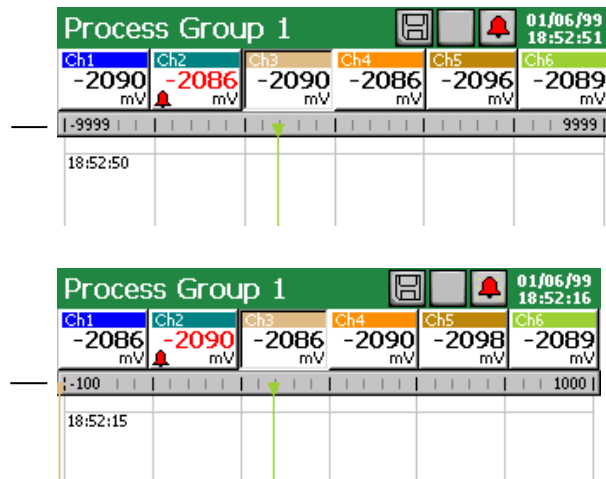 Process Group 1 01/06/99
18:52:51
Ch1 Ch2 Ch3 Ch4 Ch5 Ch6
-2090 -2086 -2090 -2086 -2096 -2089
mV mV mV mV mV mV
-9999 9999
18:52:50
Process Group 1 01/06/99
18:52:16
Ch1 Ch2 Ch3 Ch4 Ch5 Ch6
-2086 -2090 -2086 -2090 -2098 -2089
mV mV mV mV mV mV
-100 1000
18:52:15